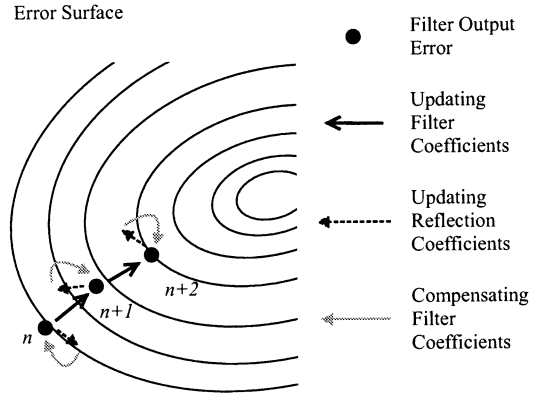 Error Surface
Filter Output
Error
Updating
Filter
Coefficients
Updating
Reflection
Coefficients
Compensating
Filter
Coefficients
n+2
n+1
n